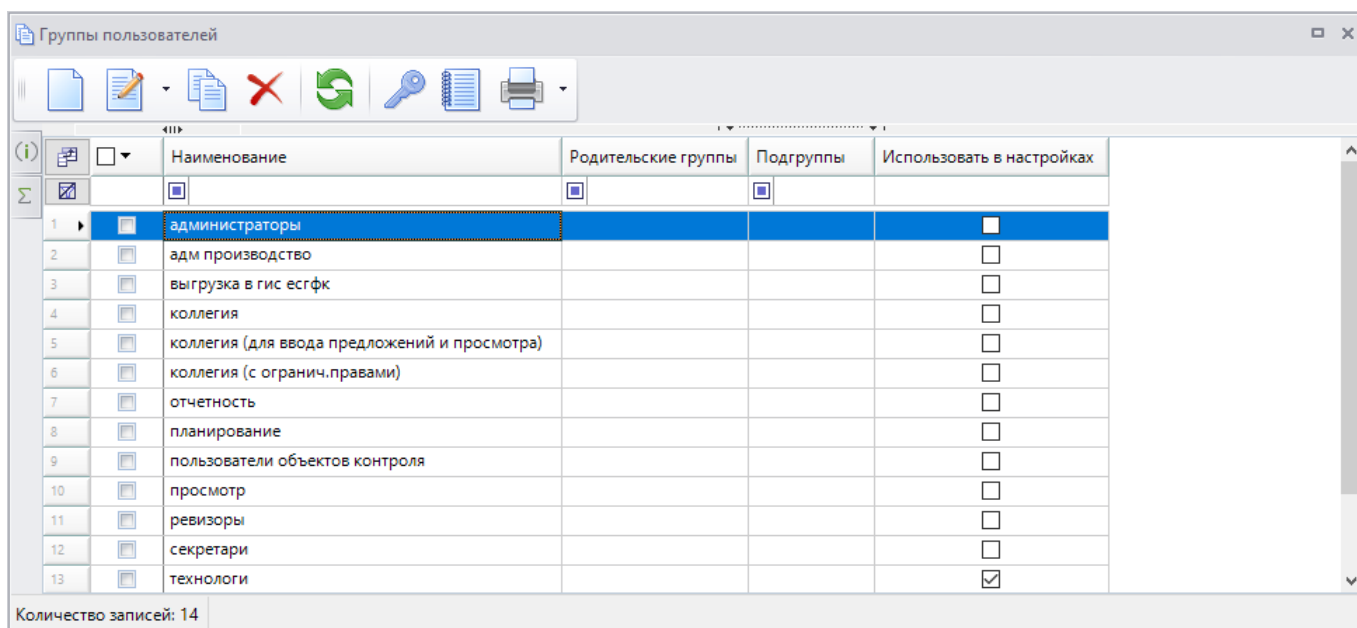 Группы пользователей
Наименование Родительские группы Подгруппы Использовать в настройках
1 администраторы
2 адм производство
3 выгрузка в гис есгфк
4 коллегия
5 коллегия (для ввода предложений и просмотра)
6 коллегия (с огранич.правами)
7 отчетность
8 планирование
9 пользователи объектов контроля
10 просмотр
11 ревизоры
12 секретари
13 технологи
Количество записей: 14